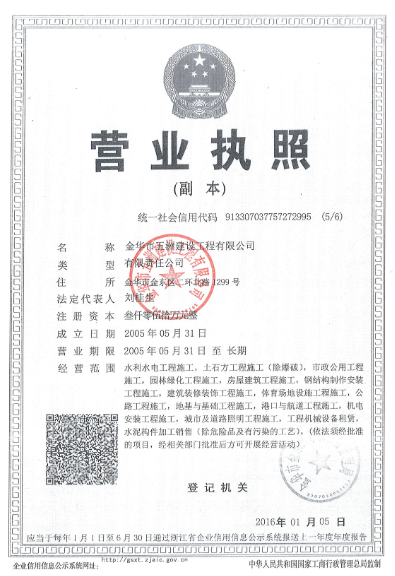 营业执照
(副 本)
统一社会信用代码 913307037757272995 (5/6)
名 称 金华市五洲建设工程有限公司
类 型 有限责任公司
住 所 金华市金东区二环北路1299号
法定代表人 刘桂生
注册资本 叁仟零伍拾万元整
成立日期 2005年05月31日
营业期限 2005年05月31日 至 长期
经营范围 水利水电工程施工，土石方工程施工（除爆破），市政公用工程
施工，园林绿化工程施工，房屋建筑工程施工，钢结构制作安装
工程施工，建筑装修装饰工程施工，体育场地设施工程施工，公
路工程施工，地基与基础工程施工，港口与航道工程施工，机电
安装工程施工，城市及道路照明工程施工，工程机械设备租赁，
水泥构件加工销售（除危险品及有污染的工艺）。（依法须经批准
的项目，经相关部门批准后方可开展经营活动）
登记机关
2016年 01月 05日
应当于每年1月1日至6月30日通过浙江省企业信用信息公示系统报送上一年度年度报告
企业信用信息公示系统网址：
http://gsxt.zjaic.gov.cn
中华人民共和国国家工商行政管理总局监制